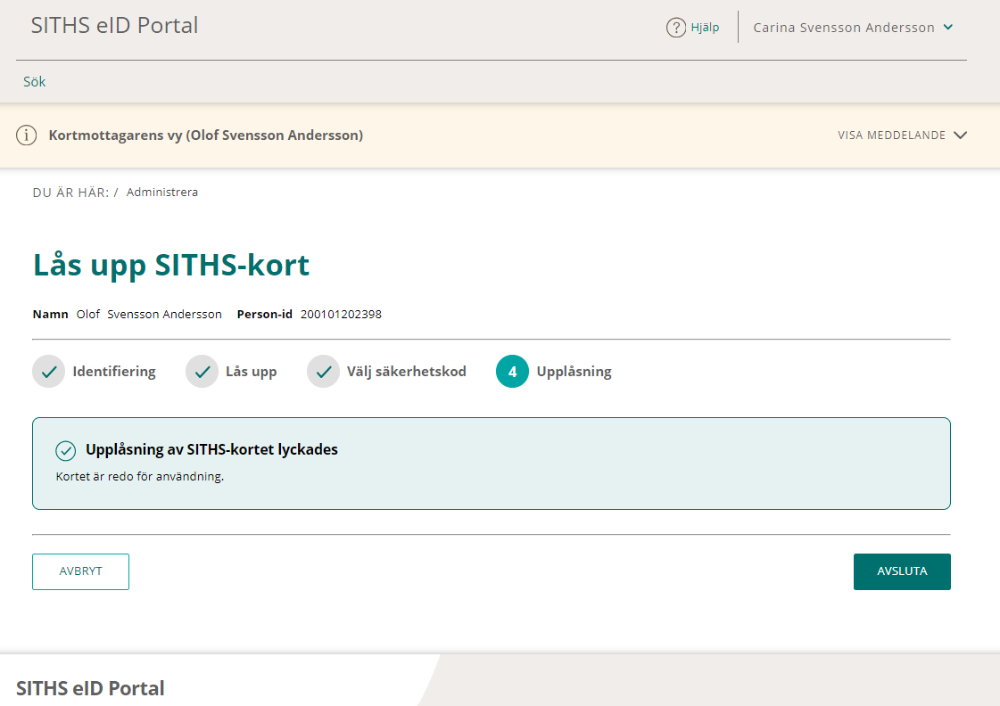 SITHS eID Portal
? Hjälp
Carina Svensson Andersson
Sök
i Kortmottagarens vy (Olof Svensson Andersson)
VISA MEDDELANDE
DU ÄR HÄR: / Administrera
Lås upp SITHS-kort
Namn Olof Svensson Andersson Person-id 200101202398
Identifiering Lås upp Välj säkerhetskod 4 Upplåsning
Upplåsning av SITHS-kortet lyckades
Kortet är redo för användning.
AVBRYT
AVSLUTA
SITHS eID Portal